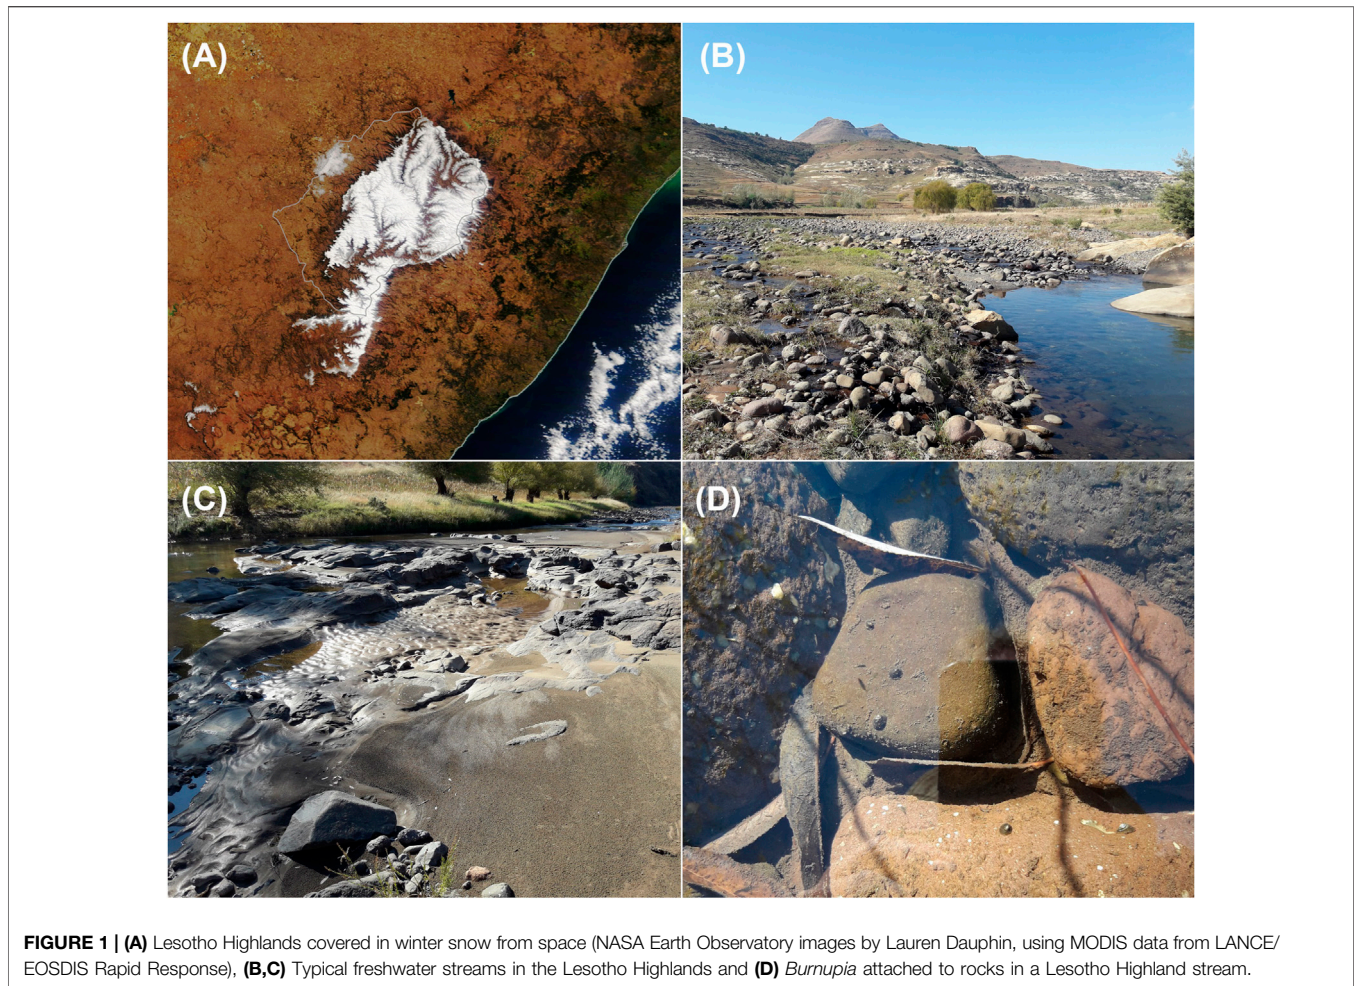 (A)
(B)
(C)
(D)
FIGURE 1 | (A) Lesotho Highlands covered in winter snow from space (NASA Earth Observatory images by Lauren Dauphin, using MODIS data from LANCE/
EOSDIS Rapid Response), (B,C) Typical freshwater streams in the Lesotho Highlands and (D) Burnupia attached to rocks in a Lesotho Highland stream.